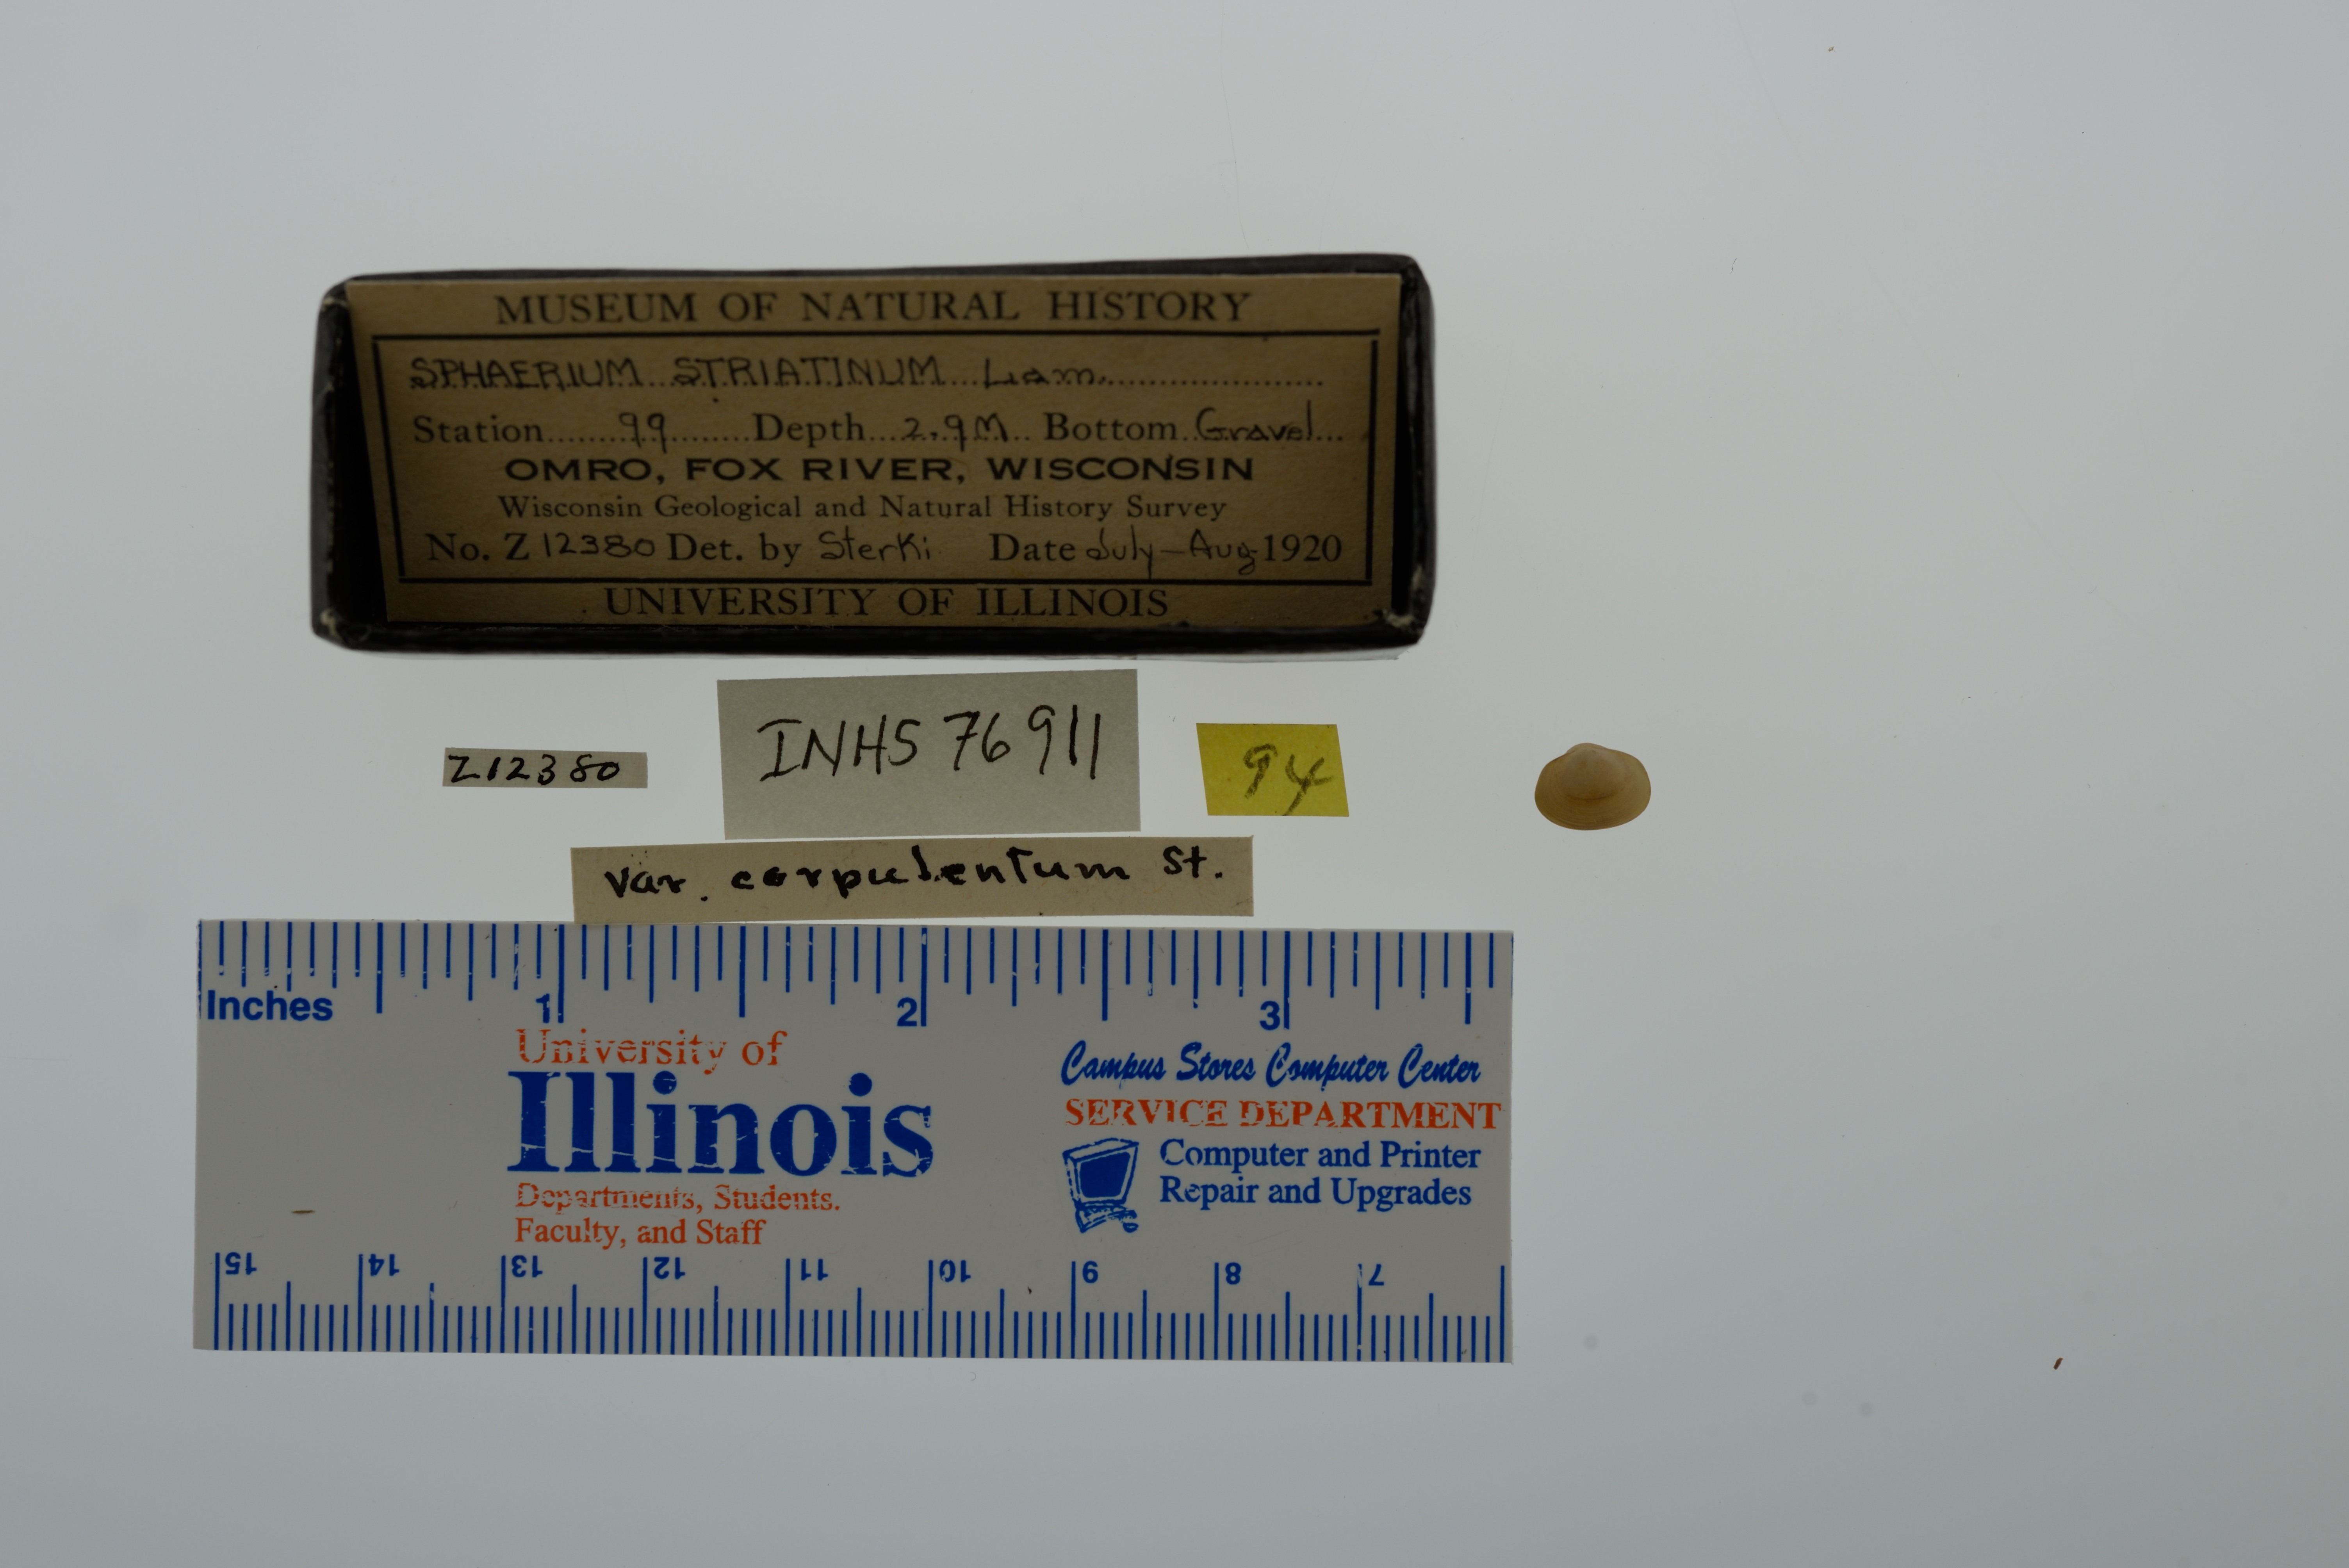 MUSEUM OF NATURAL HISTORY
SPHAERIUM STRIATINUM Lam.
Station 99 Depth 2.9M Bottom Gravel
OMRO, FOX RIVER, WISCONSIN
Wisconsin Geological and Natural History Survey
No. Z 12380 Det. by Sterki Date July-Aug 1920
UNIVERSITY OF ILLINOIS
Z12380
INHS 76911
94
var. corpulentum St.
Inches 1 2 3
University of
Illinois
Departments, Students.
Faculty, and Staff
Campus Stores Computer Center
SERVICE DEPARTMENT
Computer and Printer
Repair and Upgrades
15 14 13 12 11 10 9 8 7